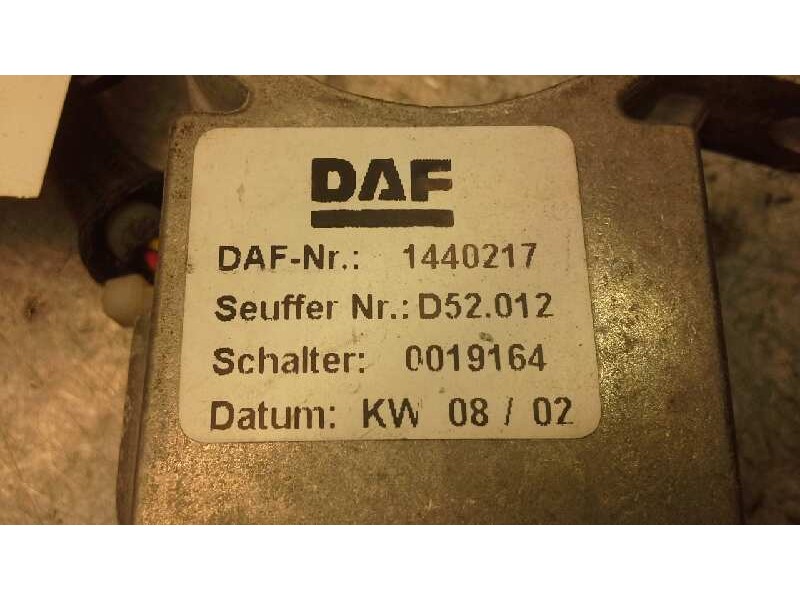 DAF
DAF-Nr.: 1440217
Seuffer Nr.: D52.012
Schalter: 0019164
Datum: KW 08 / 02